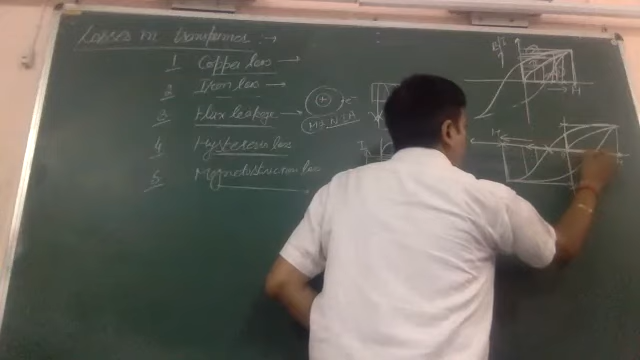 Losses in transformer :→
1 Copper loss →
2 Iron loss →
3 Flux leakage →
4 Hysteresis loss
5 Magnetostriction loss
B
H
H
I